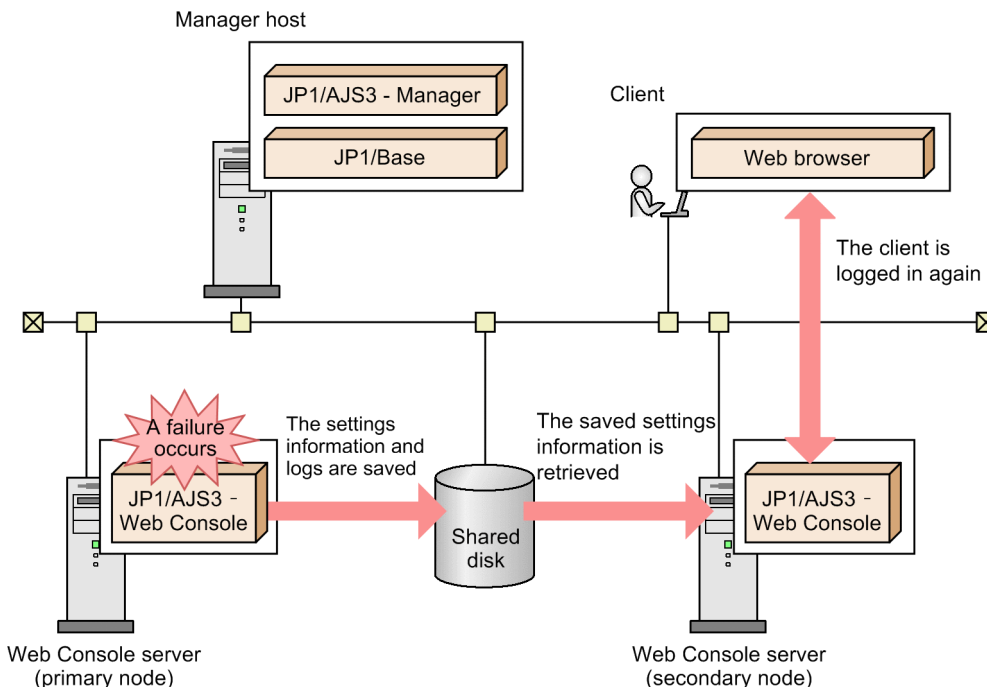 Manager host
JP1/AJS3 - Manager
JP1/Base
Client
Web browser
The client is
logged in again
A failure
occurs
The settings
information and
logs are saved
The saved settings
information is
retrieved
JP1/AJS3 -
Web Console
Shared
disk
JP1/AJS3 -
Web Console
Web Console server
(primary node)
Web Console server
(secondary node)